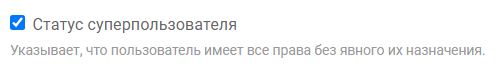 Статус суперпользователя
Указывает, что пользователь имеет все права без явного их назначения.